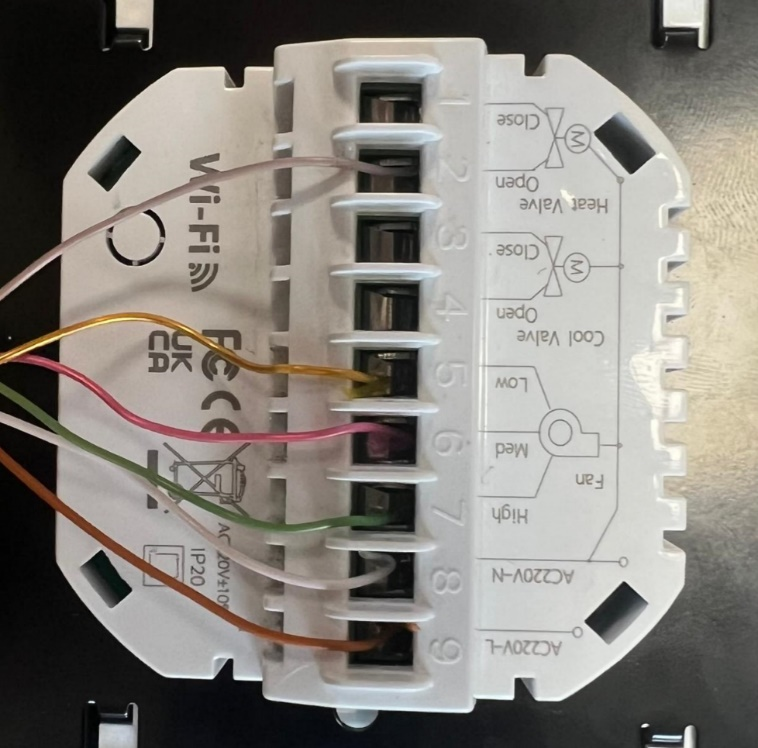 Wi-Fi
FC CE
UK
CA
IP20
1
2
3
4
5
6
7
8
9
Close
Open
Heat Valve
M
Close
Open
Cool Valve
M
Low
Med
High
Fan
AC220V-N
AC220V-L